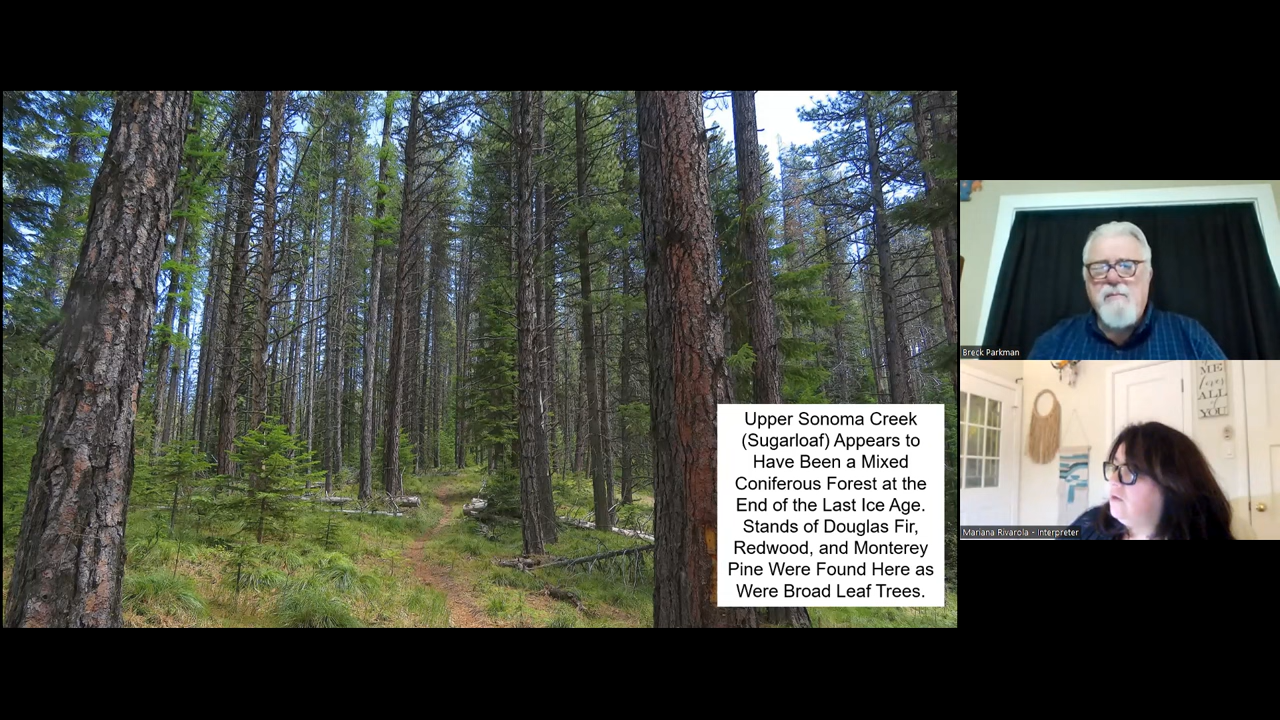 Upper Sonoma Creek
(Sugarloaf) Appears to
Have Been a Mixed
Coniferous Forest at the
End of the Last Ice Age.
Stands of Douglas Fir,
Redwood, and Monterey
Pine Were Found Here as
Were Broad Leaf Trees.
Breck Parkman
ME
loves
ALL
of
YOU
Mariana Rivarola - Interpreter